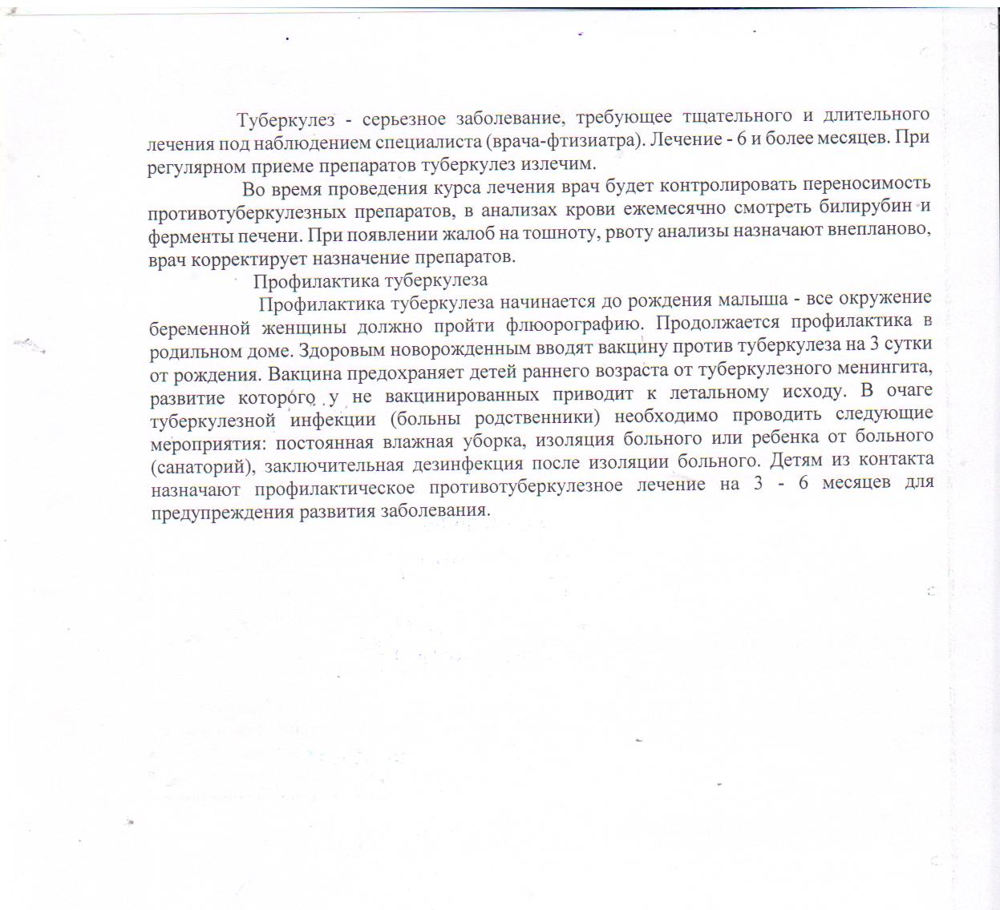 Туберкулез - серьезное заболевание, требующее тщательного и длительного
лечения под наблюдением специалиста (врача-фтизиатра). Лечение - 6 и более месяцев. При
регулярном приеме препаратов туберкулез излечим.
Во время проведения курса лечения врач будет контролировать переносимость
противотуберкулезных препаратов, в анализах крови ежемесячно смотреть билирубин и
ферменты печени. При появлении жалоб на тошноту, рвоту анализы назначают внепланово,
врач корректирует назначение препаратов.
Профилактика туберкулеза
Профилактика туберкулеза начинается до рождения малыша - все окружение
беременной женщины должно пройти флюорографию. Продолжается профилактика в
родильном доме. Здоровым новорожденным вводят вакцину против туберкулеза на 3 сутки
от рождения. Вакцина предохраняет детей раннего возраста от туберкулезного менингита,
развитие которого у не вакцинированных приводит к летальному исходу. В очаге
туберкулезной инфекции (больны родственники) необходимо проводить следующие
мероприятия: постоянная влажная уборка, изоляция больного или ребенка от больного
(санаторий), заключительная дезинфекция после изоляции больного. Детям из контакта
назначают профилактическое противотуберкулезное лечение на 3 - 6 месяцев для
предупреждения развития заболевания.